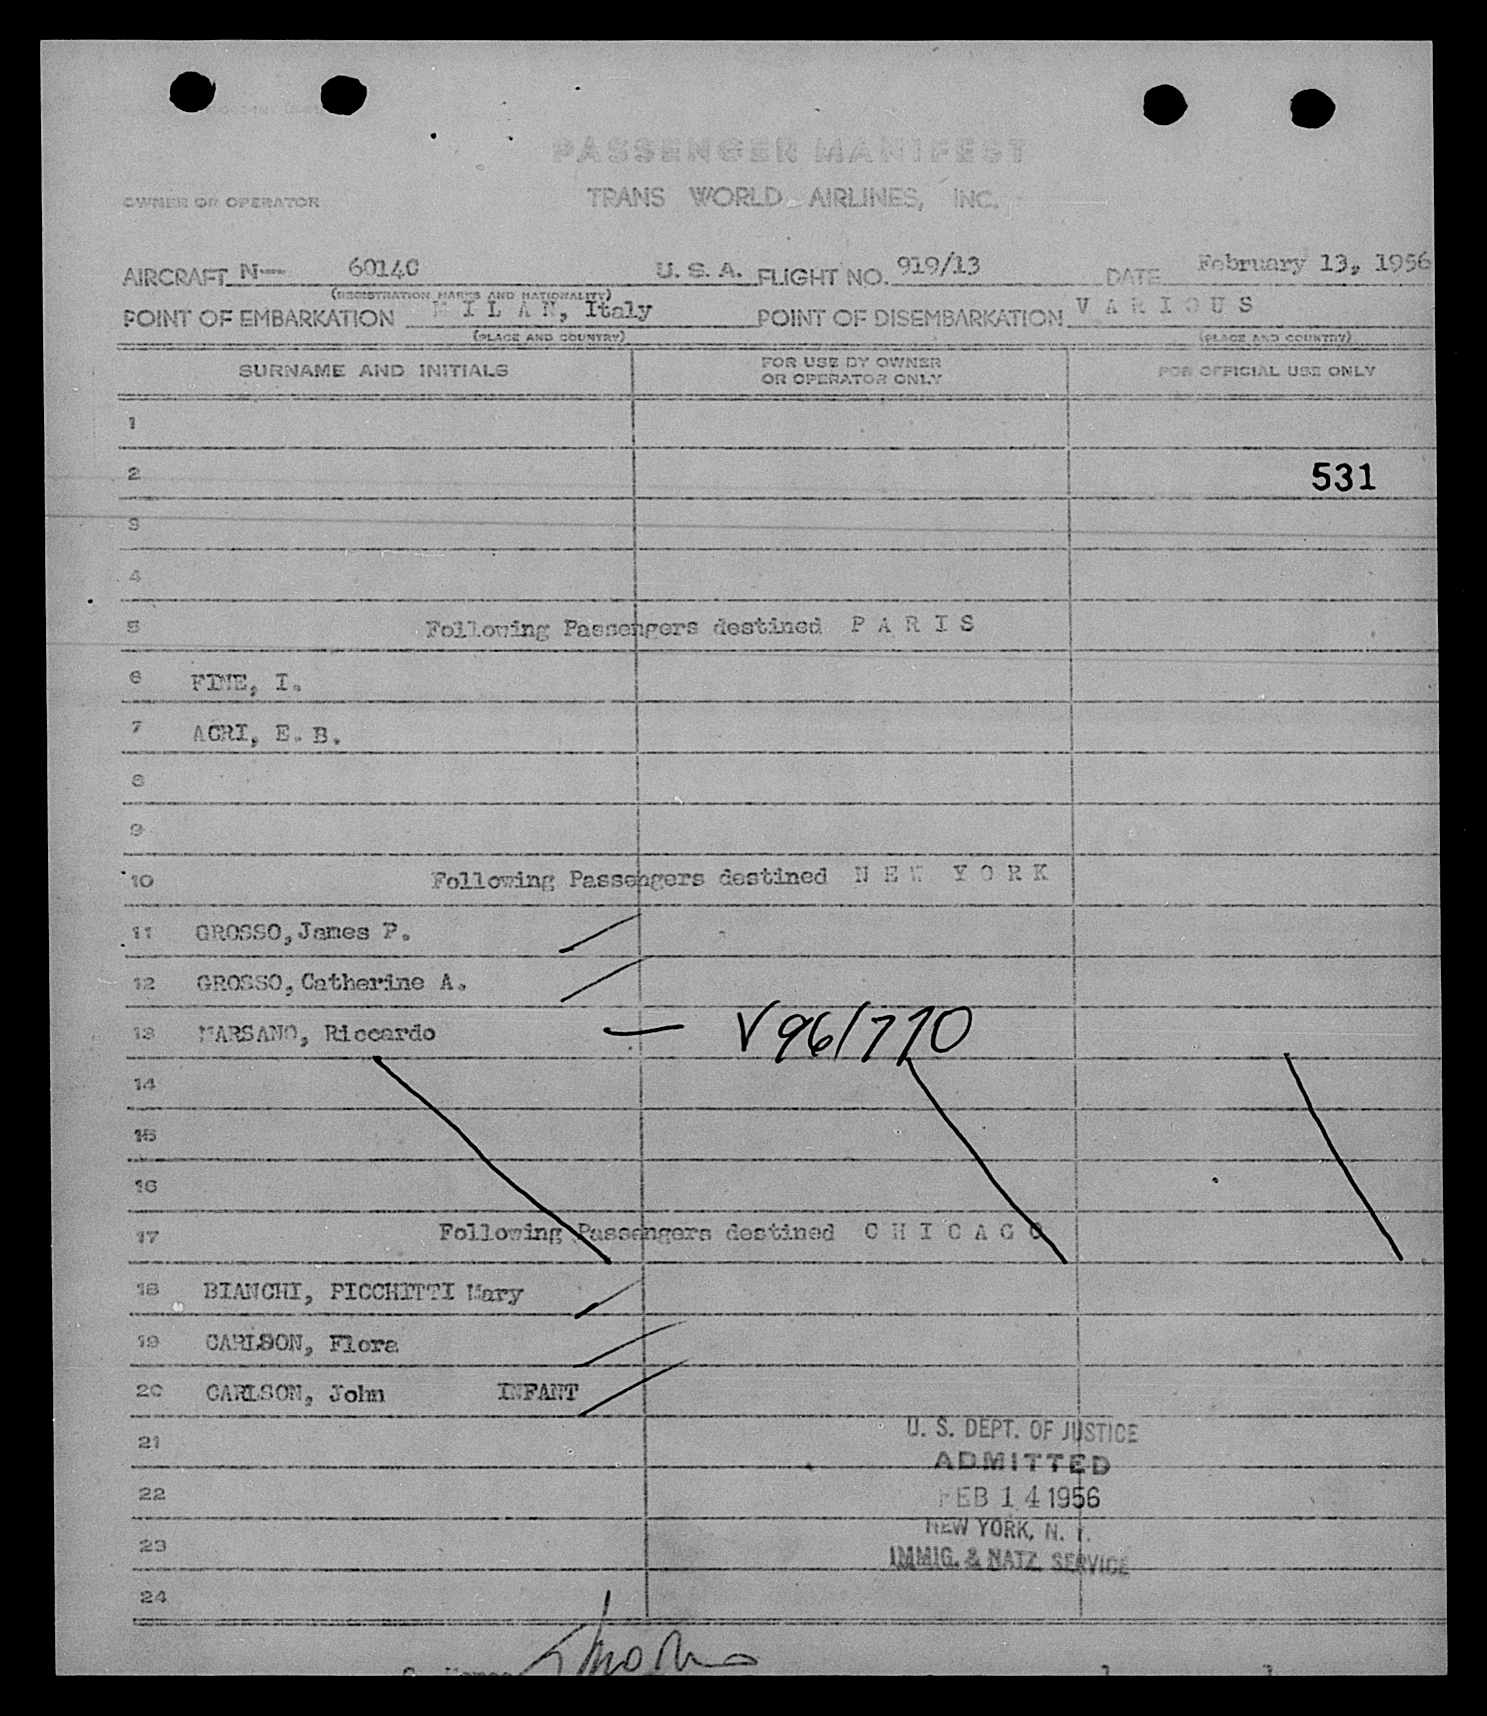 PASSENGER MANIFEST
OWNER OR OPERATOR TRANS WORLD AIRLINES, INC.
AIRCRAFT N--- 6014C U. S. A. FLIGHT NO. 919/13 DATE February 13, 1956
(REGISTRATION MARKS AND NATIONALITY)
POINT OF EMBARKATION M I L A N, Italy POINT OF DISEMBARKATION V A R I O U S
(PLACE AND COUNTRY) (PLACE AND COUNTRY)
SURNAME AND INITIALS FOR USE BY OWNER OR OPERATOR ONLY FOR OFFICIAL USE ONLY
1
2 531
3
4
5 Following Passengers destined P A R I S
6 FINE, I.
7 ACRI, E. B.
8
9
10 Following Passengers destined N E W Y O R K
11 GROSSO, James P.
12 GROSSO, Catherine A.
13 MARSANO, Riccardo — V961770
14
15
16
17 Following Passengers destined C H I C A G O
18 BIANCHI, PICCHITTI Mary
19 CARLSON, Flora
20 CARLSON, John INFANT
21 U. S. DEPT. OF JUSTICE
ADMITTED
22 FEB 14 1956
NEW YORK, N. Y.
23 IMMIG. & NATZ. SERVICE
24